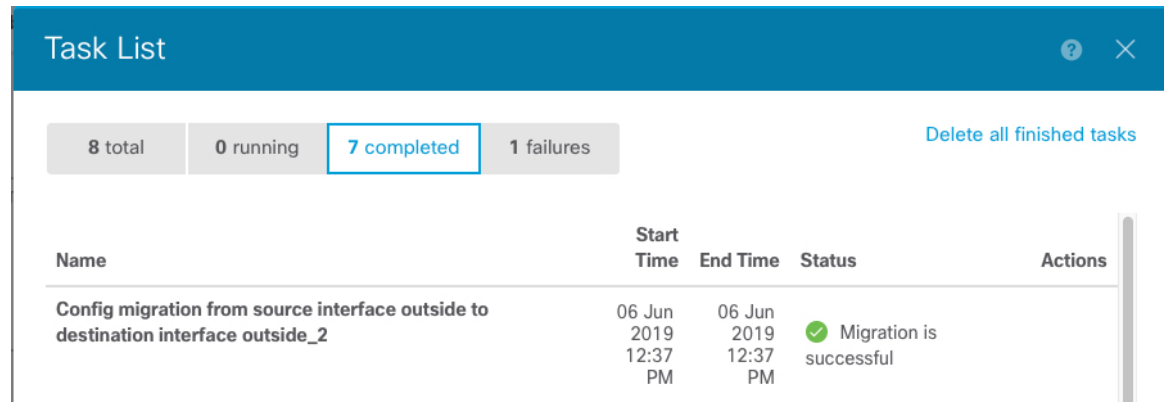 Task List
8 total 0 running 7 completed 1 failures
Delete all finished tasks
Name Start Time End Time Status Actions
Config migration from source interface outside to
destination interface outside_2
06 Jun
2019
12:37
PM
06 Jun
2019
12:37
PM
Migration is
successful